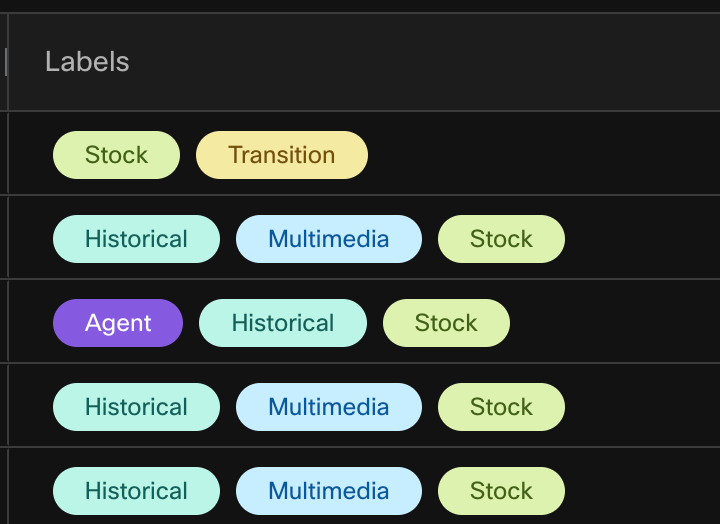 Labels
Stock Transition
Historical Multimedia Stock
Agent Historical Stock
Historical Multimedia Stock
Historical Multimedia Stock